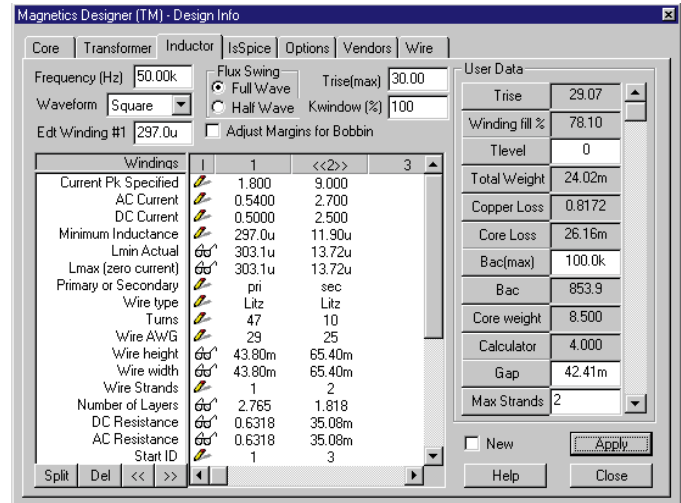 Magnetics Designer (TM) - Design Info
Core Transformer Inductor IsSpice Options Vendors Wire
Frequency (Hz) 50.00k
Waveform Square
Edt Winding #1 297.0u
Flux Swing
Full Wave
Half Wave
Trise(max) 30.00
Kwindow (%) 100
Adjust Margins for Bobbin
Windings I 1 <<2>> 3
Current Pk Specified 1.800 9.000
AC Current 0.5400 2.700
DC Current 0.5000 2.500
Minimum Inductance 297.0u 11.90u
Lmin Actual 303.1u 13.72u
Lmax (zero current) 303.1u 13.72u
Primary or Secondary pri sec
Wire type Litz Litz
Turns 47 10
Wire AWG 29 25
Wire height 43.80m 65.40m
Wire width 43.80m 65.40m
Wire Strands 1 2
Number of Layers 2.765 1.818
DC Resistance 0.6318 35.08m
AC Resistance 0.6318 35.08m
Start ID 1 3
Split Del << >>
User Data
Trise 29.07
Winding fill % 78.10
Tlevel 0
Total Weight 24.02m
Copper Loss 0.8172
Core Loss 26.16m
Bac(max) 100.0k
Bac 853.9
Core weight 8.500
Calculator 4.000
Gap 42.41m
Max Strands 2
New Apply
Help Close